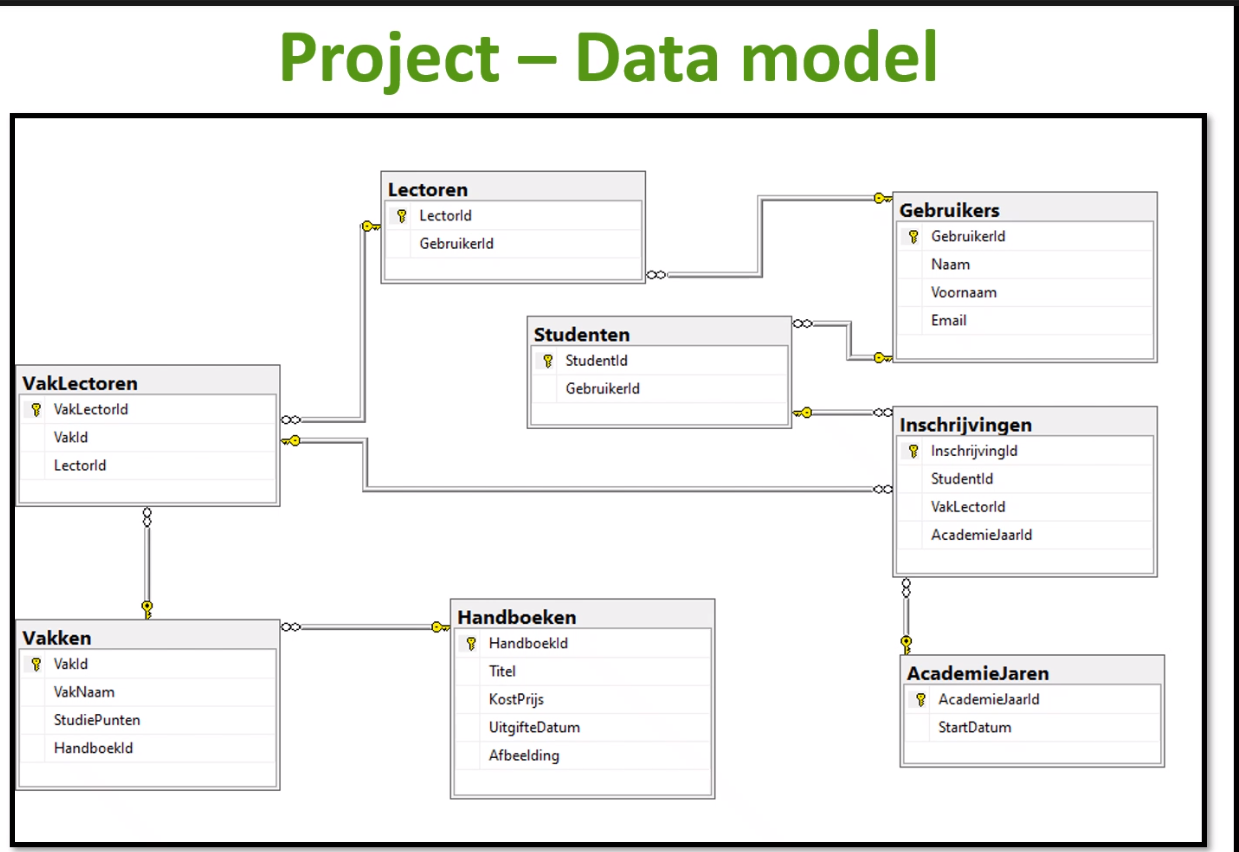 Project – Data model
Lectoren
LectorId
GebruikerId
Gebruikers
GebruikerId
Naam
Voornaam
Email
Studenten
StudentId
GebruikerId
VakLectoren
VakLectorId
VakId
LectorId
Inschrijvingen
InschrijvingId
StudentId
VakLectorId
AcademieJaarId
Vakken
VakId
VakNaam
StudiePunten
HandboekId
Handboeken
HandboekId
Titel
KostPrijs
UitgifteDatum
Afbeelding
AcademieJaren
AcademieJaarId
StartDatum